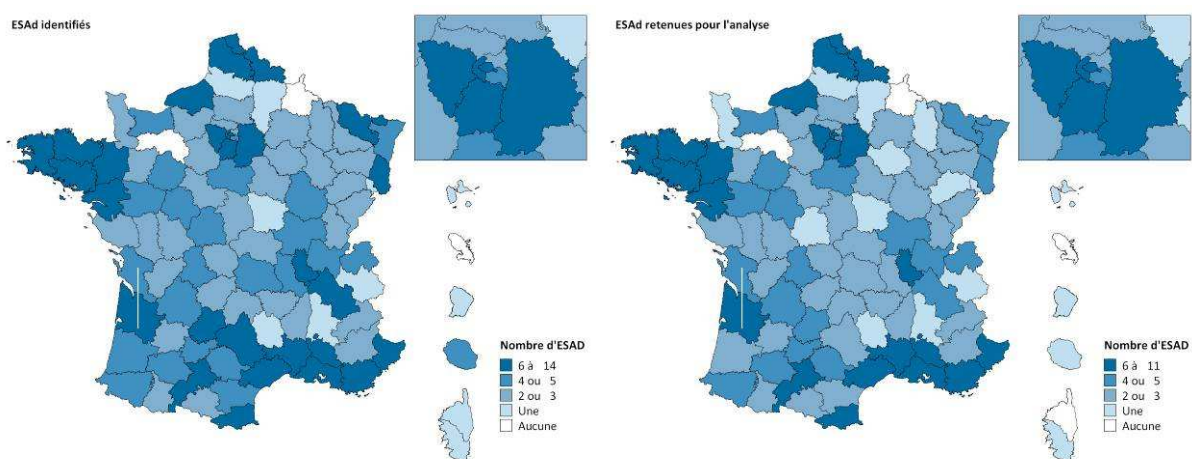 ESAd identifiés
ESAd retenues pour l'analyse
Nombre d'ESAD
6 à 14
4 ou 5
2 ou 3
Une
Aucune
Nombre d'ESAD
6 à 11
4 ou 5
2 ou 3
Une
Aucune